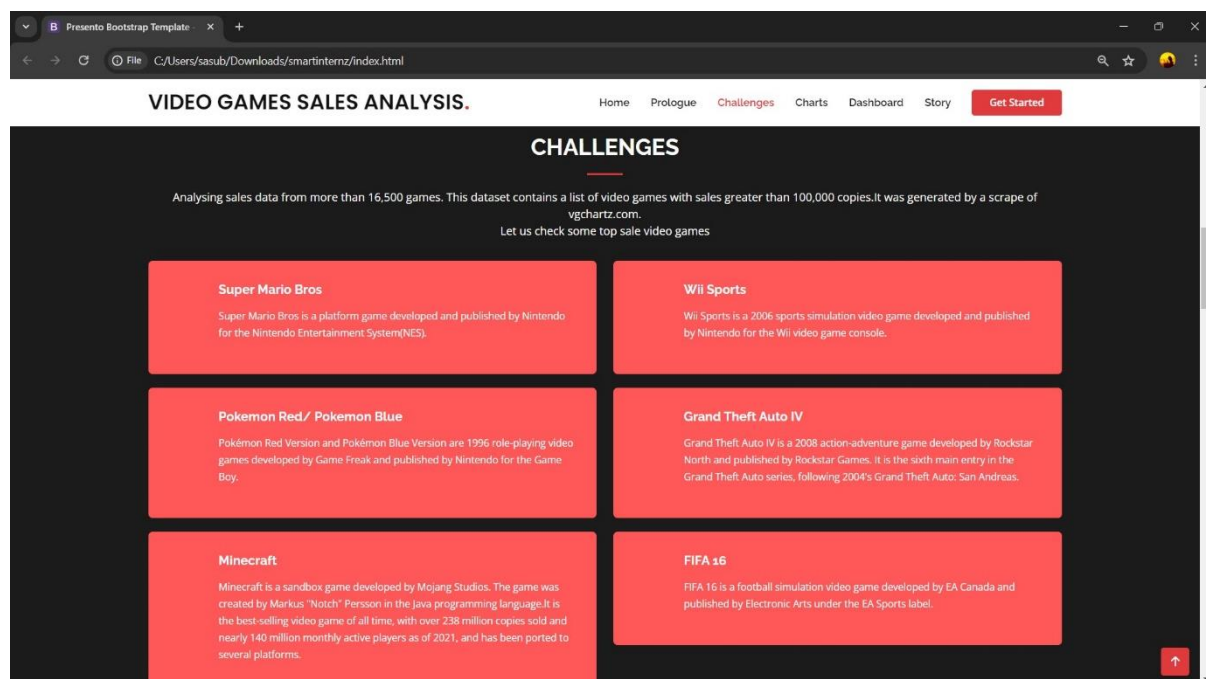 Presento Bootstrap Template -
File C:/Users/sasub/Downloads/smartinternz/index.html
VIDEO GAMES SALES ANALYSIS.
Home Prologue Challenges Charts Dashboard Story Get Started
CHALLENGES
Analysing sales data from more than 16,500 games. This dataset contains a list of video games with sales greater than 100,000 copies.It was generated by a scrape of
vgchartz.com.
Let us check some top sale video games
Super Mario Bros
Super Mario Bros is a platform game developed and published by Nintendo
for the Nintendo Entertainment System(NES).
Wii Sports
Wii Sports is a 2006 sports simulation video game developed and published
by Nintendo for the Wii video game console.
Pokemon Red/ Pokemon Blue
Pokémon Red Version and Pokémon Blue Version are 1996 role-playing video
games developed by Game Freak and published by Nintendo for the Game
Boy.
Grand Theft Auto IV
Grand Theft Auto IV is a 2008 action-adventure game developed by Rockstar
North and published by Rockstar Games. It is the sixth main entry in the
Grand Theft Auto series, following 2004's Grand Theft Auto: San Andreas.
Minecraft
Minecraft is a sandbox game developed by Mojang Studios. The game was
created by Markus "Notch" Persson in the Java programming language.It is
the best-selling video game of all time, with over 238 million copies sold and
nearly 140 million monthly active players as of 2021, and has been ported to
several platforms.
FIFA 16
FIFA 16 is a football simulation video game developed by EA Canada and
published by Electronic Arts under the EA Sports label.